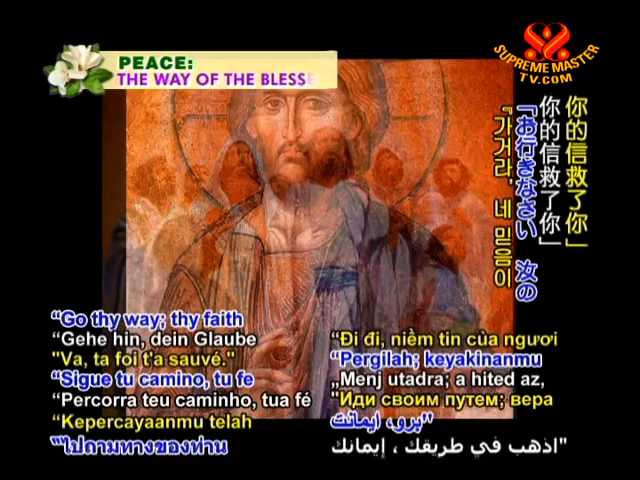 SUPREME MASTER
TV.COM
PEACE:
THE WAY OF THE BLESSE
你的信救了你」
你的信救了你」
「お行きなさい 汝の
『가거라, 네 믿음이
“Go thy way; thy faith
“Gehe hin, dein Glaube
"Va, ta foi t'a sauvé."
“Sigue tu camino, tu fe
“Percorra teu caminho, tua fé
“Kepercayaanmu telah
“ไปตามทางของท่าน
“Đi đi, niềm tin của ngươi
“Pergilah; keyakinanmu
„Menj utadra; a hited az,
"Иди своим путем; вера
”برو، ایمانت
"اذهب في طريقك ، إيمانك